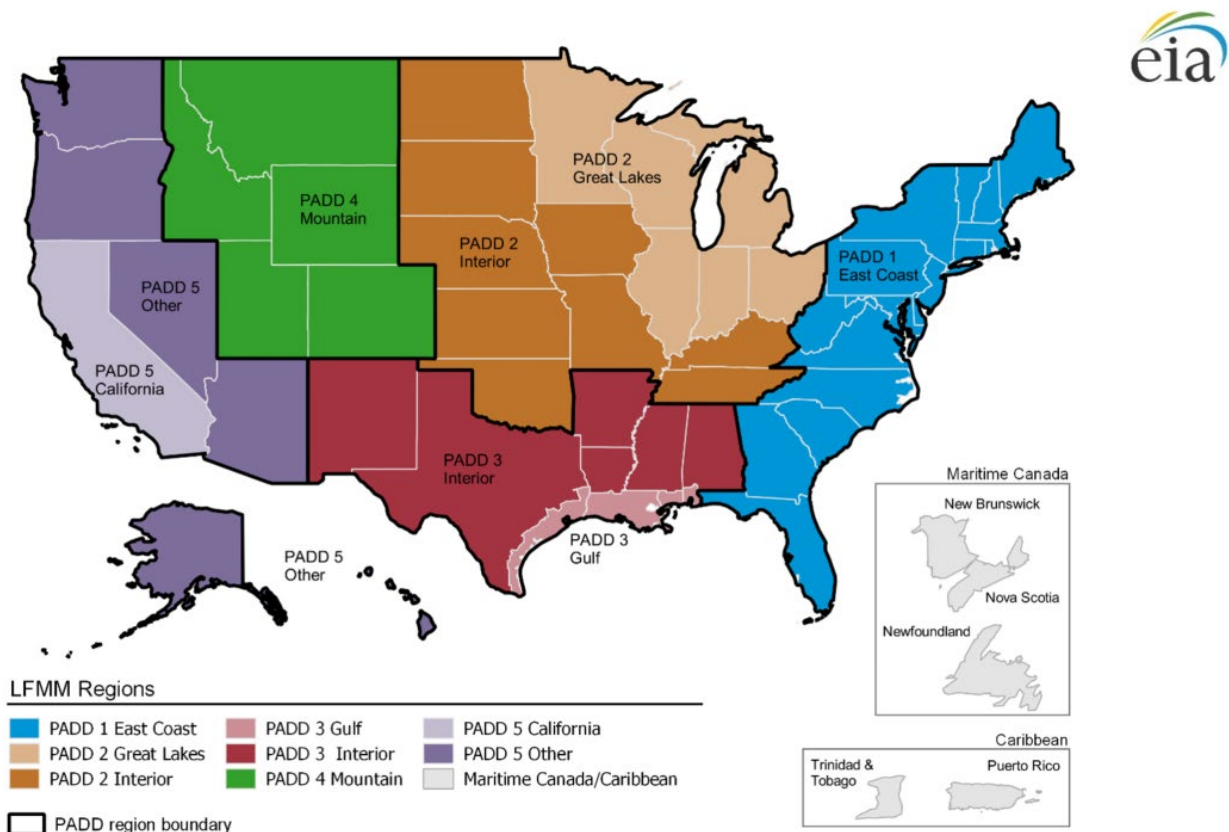 eia
PADD 2
Great Lakes
PADD 4
Mountain
PADD 2
Interior
PADD 1
East Coast
PADD 5
Other
PADD 5
California
PADD 3
Interior
PADD 3
Gulf
PADD 5
Other
Maritime Canada
New Brunswick
Nova Scotia
Newfoundland
LFMM Regions
PADD 1 East Coast
PADD 2 Great Lakes
PADD 2 Interior
PADD 3 Gulf
PADD 3 Interior
PADD 4 Mountain
PADD 5 California
PADD 5 Other
Maritime Canada/Caribbean
PADD region boundary
Caribbean
Trinidad &
Tobago
Puerto Rico